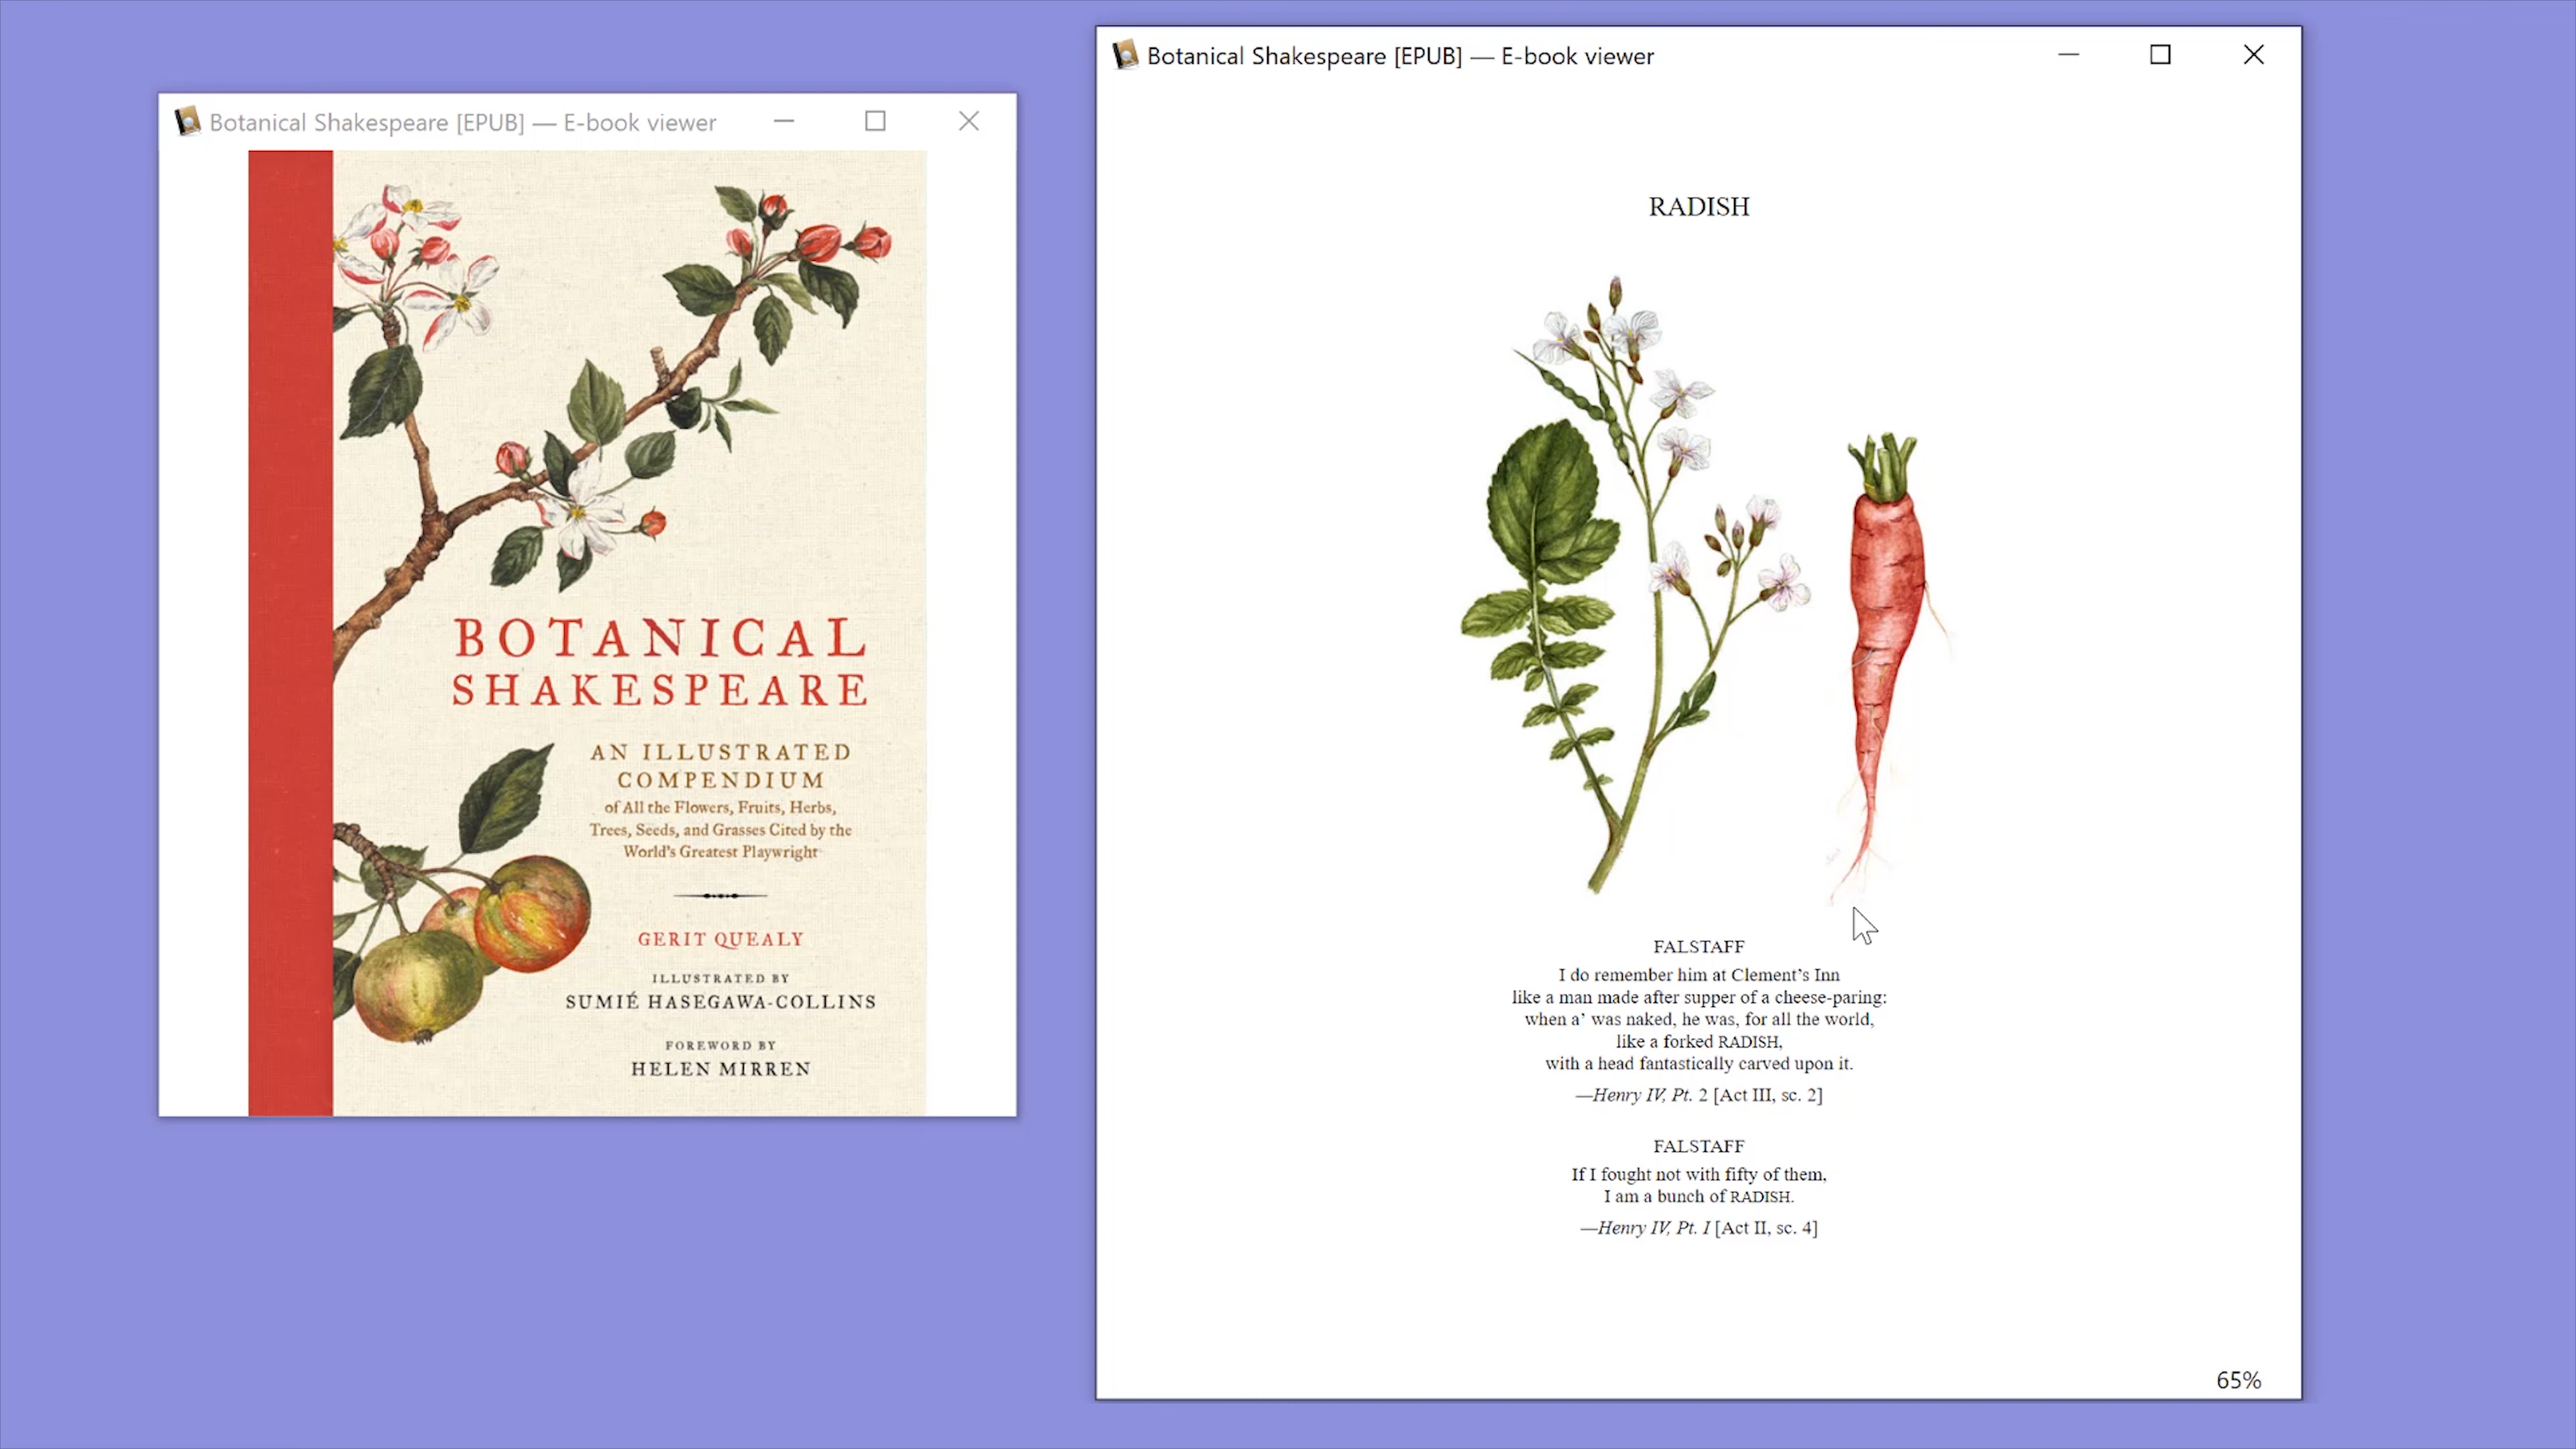 Botanical Shakespeare [EPUB] — E-book viewer
BOTANICAL
SHAKESPEARE
AN ILLUSTRATED
COMPENDIUM
of All the Flowers, Fruits, Herbs,
Trees, Seeds, and Grasses Cited by the
World's Greatest Playwright
GERIT QUEALY
ILLUSTRATED BY
SUMIÉ HASEGAWA-COLLINS
FOREWORD BY
HELEN MIRREN
Botanical Shakespeare [EPUB] — E-book viewer
RADISH
FALSTAFF
I do remember him at Clement’s Inn
like a man made after supper of a cheese-paring:
when a’ was naked, he was, for all the world,
like a forked RADISH,
with a head fantastically carved upon it.
—Henry IV, Pt. 2 [Act III, sc. 2]
FALSTAFF
If I fought not with fifty of them,
I am a bunch of RADISH.
—Henry IV, Pt. I [Act II, sc. 4]
65%